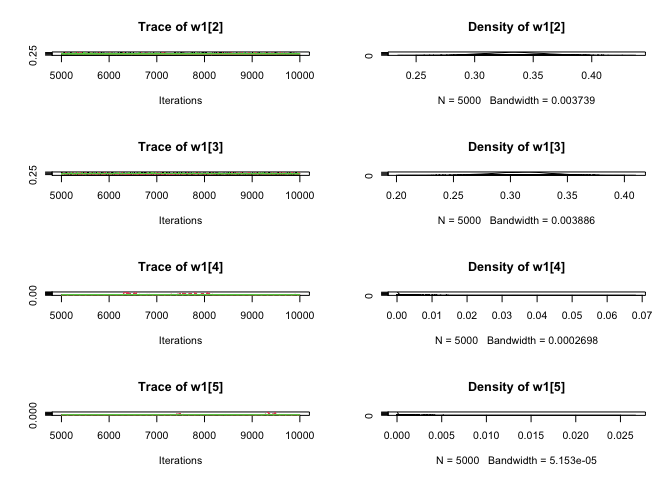 Trace of w1[2]
0.25
5000 6000 7000 8000 9000 10000
Iterations
Density of w1[2]
0
0.25 0.30 0.35 0.40
N = 5000 Bandwidth = 0.003739
Trace of w1[3]
0.25
5000 6000 7000 8000 9000 10000
Iterations
Density of w1[3]
0
0.20 0.25 0.30 0.35 0.40
N = 5000 Bandwidth = 0.003886
Trace of w1[4]
0.00
5000 6000 7000 8000 9000 10000
Iterations
Density of w1[4]
0
0.00 0.01 0.02 0.03 0.04 0.05 0.06 0.07
N = 5000 Bandwidth = 0.0002698
Trace of w1[5]
0.000
5000 6000 7000 8000 9000 10000
Iterations
Density of w1[5]
0
0.000 0.005 0.010 0.015 0.020 0.025
N = 5000 Bandwidth = 5.153e-05